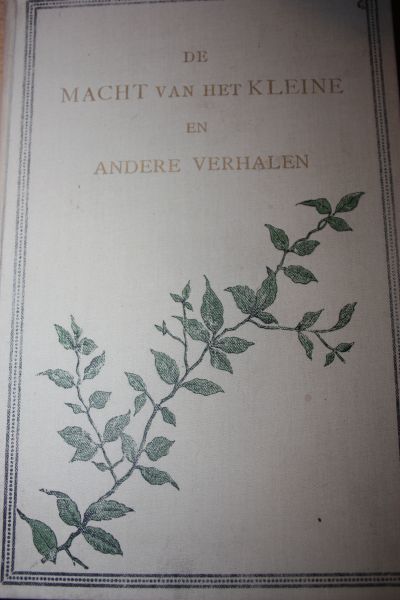 DE
MACHT VAN HET KLEINE
EN
ANDERE VERHALEN